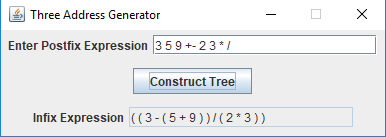 Three Address Generator
Enter Postfix Expression 3 5 9 +- 2 3 * /
Construct Tree
Infix Expression ( ( 3 - ( 5 + 9 ) ) / ( 2 * 3 ) )